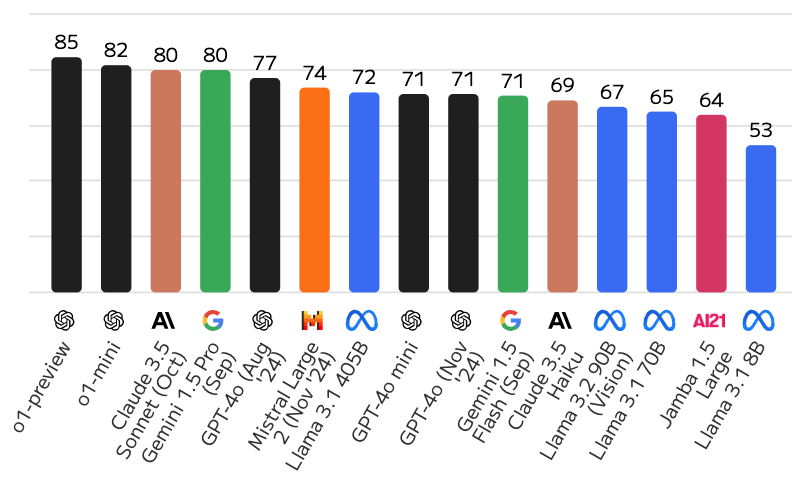 85
82
80
80
77
74
72
71
71
71
69
67
65
64
53
AI21
o1-preview
o1-mini
Claude 3.5
Sonnet (Oct)
Gemini 1.5 Pro
(Sep)
GPT-4o (Aug
'24)
Mistral Large
2 (Nov '24)
Llama 3.1 405B
GPT-4o mini
GPT-4o (Nov
'24)
Gemini 1.5
Flash (Sep)
Claude 3.5
Haiku
Llama 3.2 90B
(Vision)
Llama 3.1 70B
Jamba 1.5
Large
Llama 3.1 8B